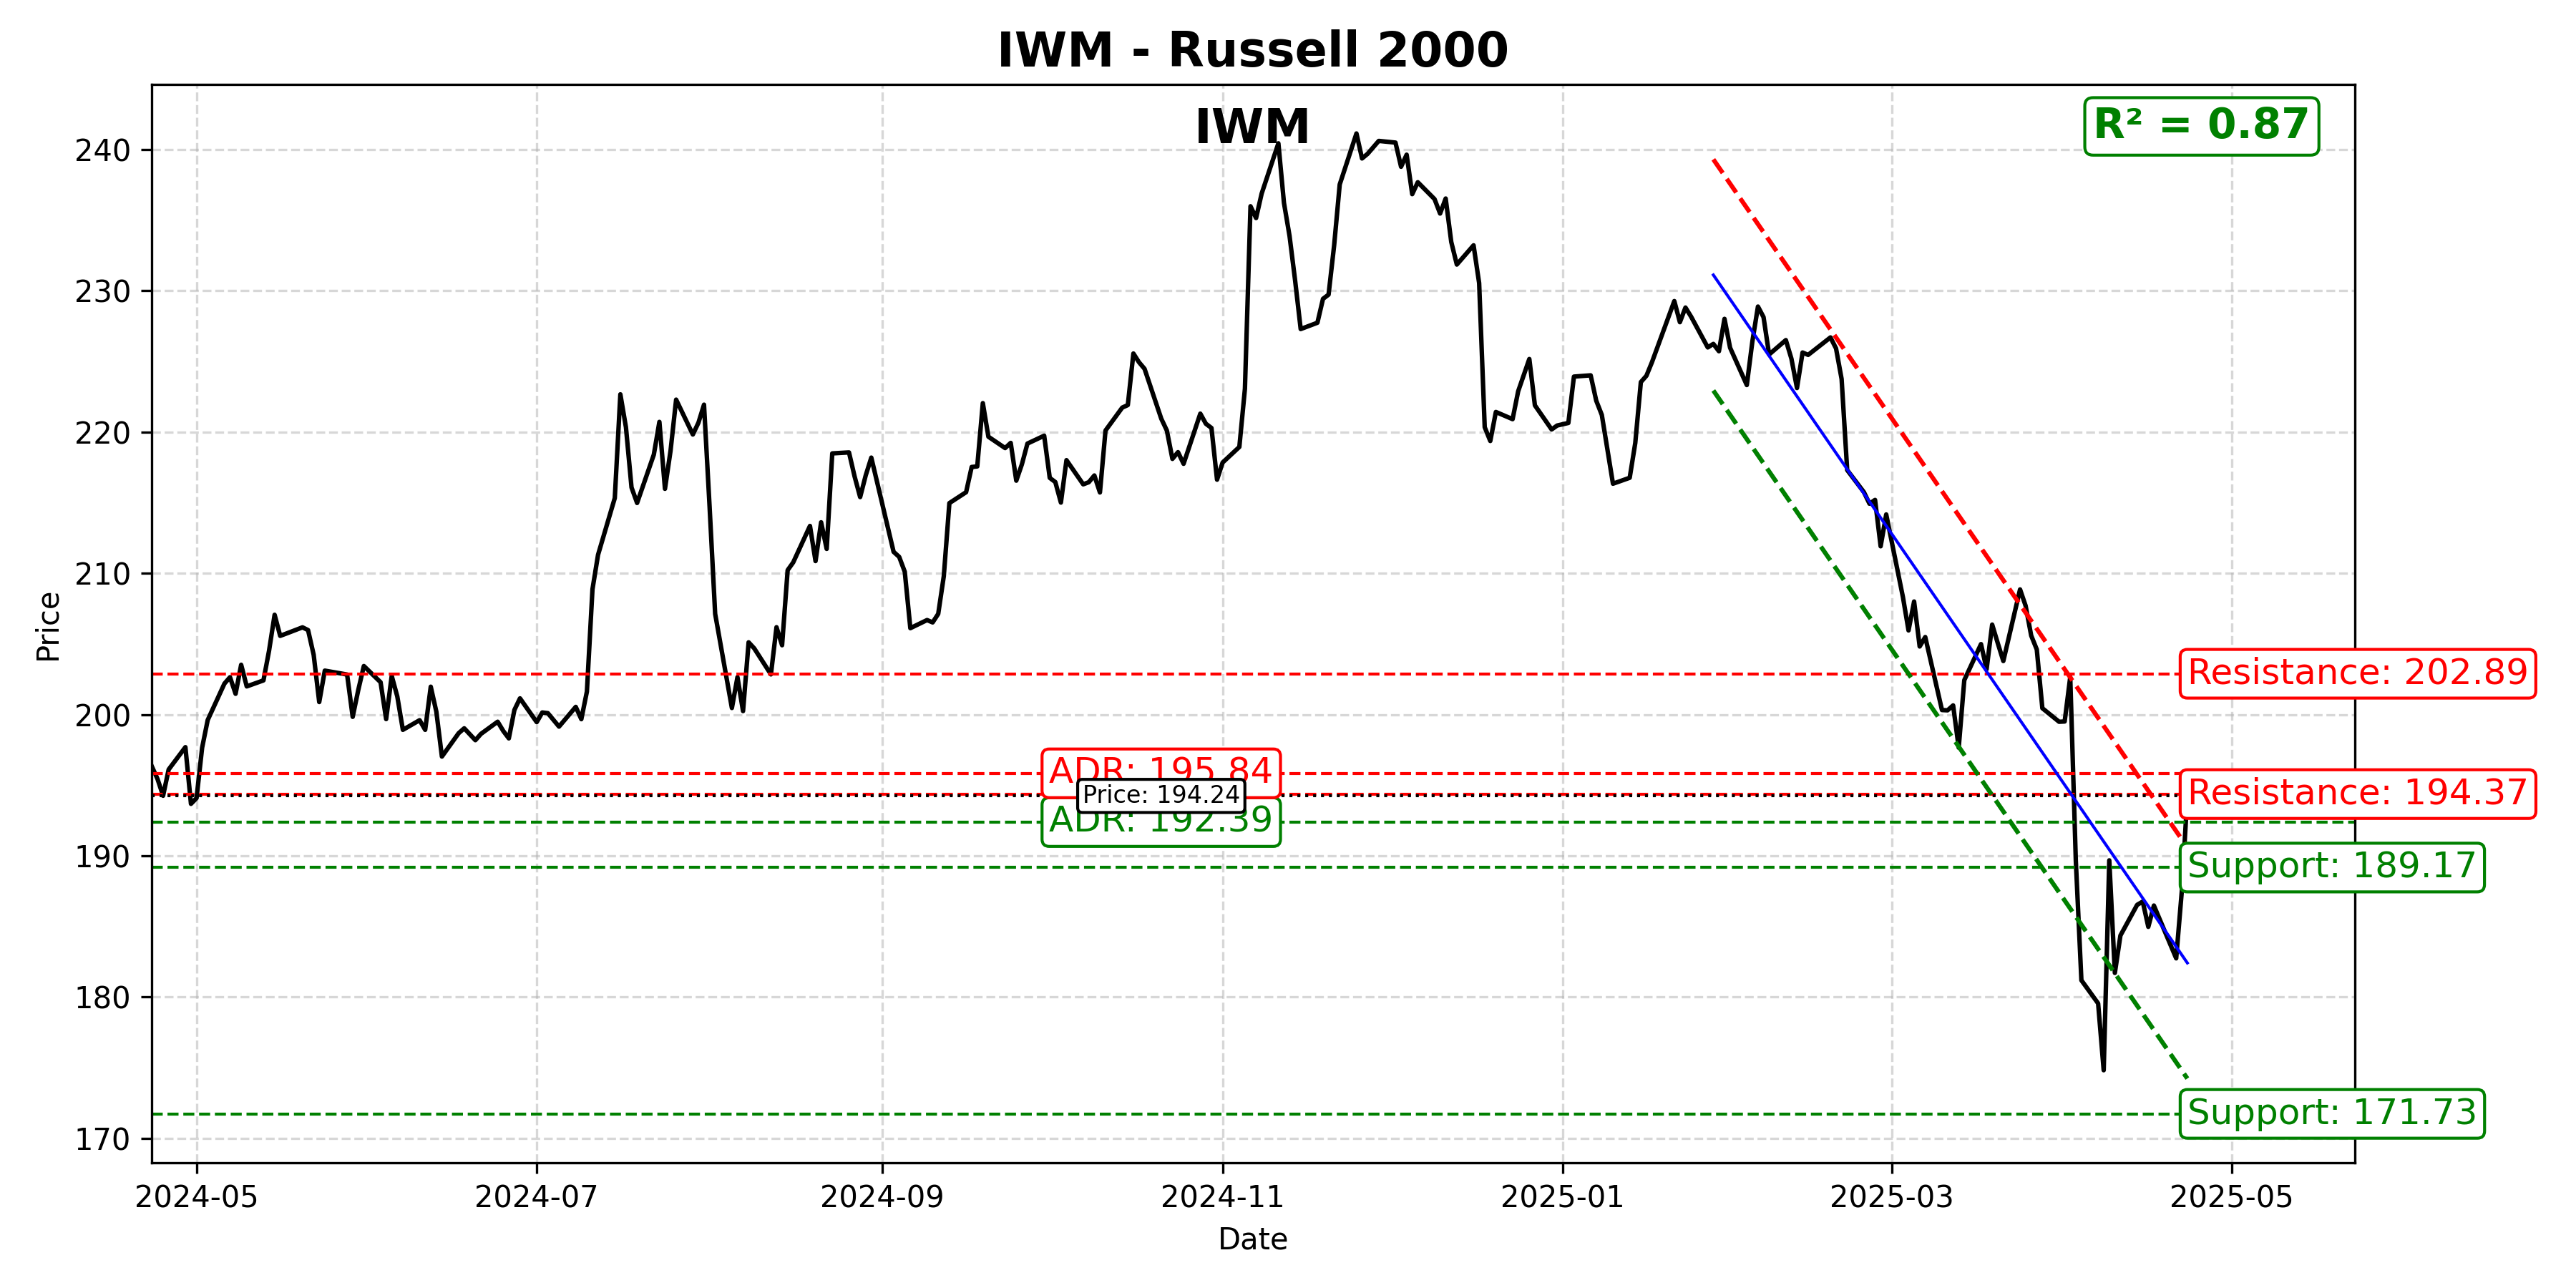 IWM - Russell 2000
IWM
R² = 0.87
240
230
220
210
200
190
180
170
Price
Resistance: 202.89
ADR: 195.84
Price: 194.24
Resistance: 194.37
ADR: 192.39
Support: 189.17
Support: 171.73
2024-05
2024-07
2024-09
2024-11
2025-01
2025-03
2025-05
Date